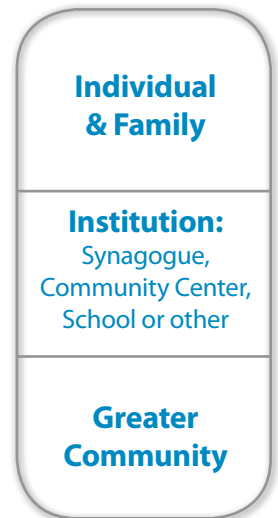 Individual
& Family
Institution:
Synagogue,
Community Center,
School or other
Greater
Community